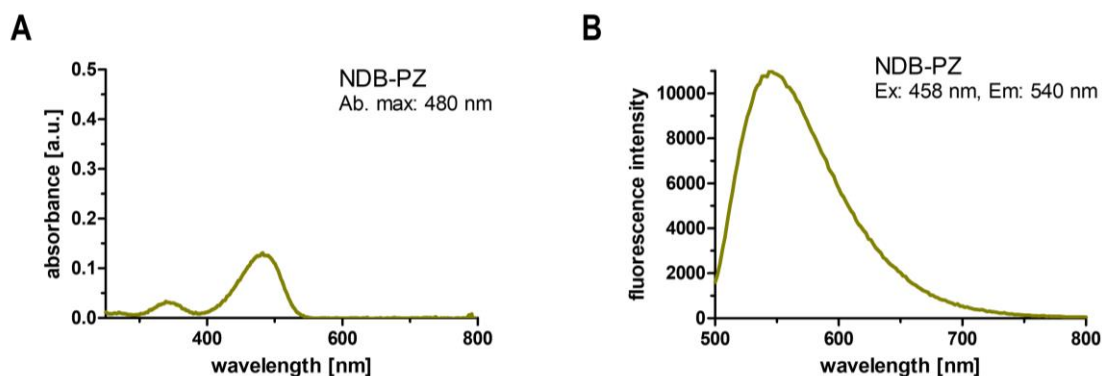 A
NDB-PZ
Ab. max: 480 nm
absorbance [a.u.]
0.5
0.4
0.3
0.2
0.1
0.0
400
600
800
wavelength [nm]
B
NDB-PZ
Ex: 458 nm, Em: 540 nm
fluorescence intensity
10000
8000
6000
4000
2000
0
500
600
700
800
wavelength [nm]